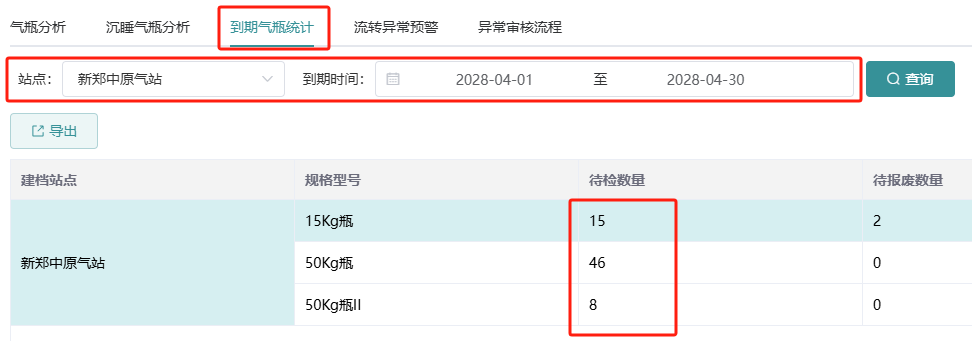 气瓶分析 沉睡气瓶分析 到期气瓶统计 流转异常预警 异常审核流程
站点： 新郑中原气站 到期时间： 2028-04-01 至 2028-04-30 查询
导出
建档站点 规格型号 待检数量 待报废数量
15Kg瓶 15 2
新郑中原气站 50Kg瓶 46 0
50Kg瓶II 8 0